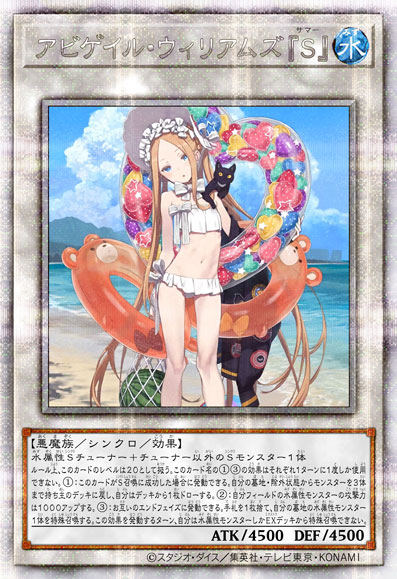 アビゲイル・ウィリアムズ『S』
水
【悪魔族／シンクロ／効果】
水属性Sチューナー＋チューナー以外のSモンスター1体
ルール上、このカードのレベルは20として扱う。このカード名の①③の効果はそれぞれ1ターンに1度しか使用
できない。①：このカードがS召喚に成功した場合に発動できる。自分の墓地・除外状態からモンスターを3体
まで持ち主のデッキに戻し、自分はデッキから1枚ドローする。②：自分フィールドの水属性モンスターの攻撃力
は1000アップする。③：お互いのエンドフェイズに発動できる。手札を1枚捨て、自分の墓地の水属性モンスター
1体を特殊召喚する。この効果を発動するターン、自分は水属性モンスターしかEXデッキから特殊召喚できない。
ATK/4500 DEF/4500
©スタジオ・ダイス／集英社・テレビ東京・KONAMI